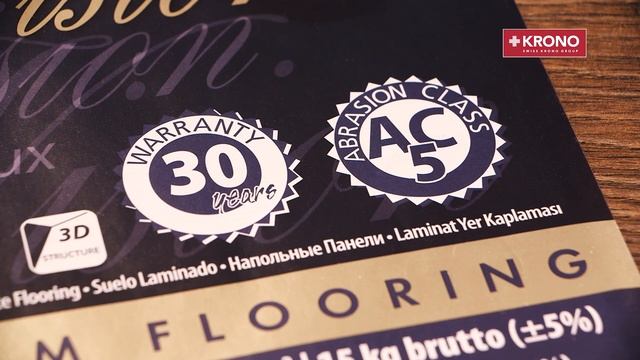 KRONO
SWISS KRONO GROUP
ux
WARRANTY
30
years
ABRASION CLASS
AC
5
3D
STRUCTURE
Flooring • Suelo Laminado • Напольные Панели • Laminat Yer Kaplaması
M FLOORING
15 kg brutto (±5%)